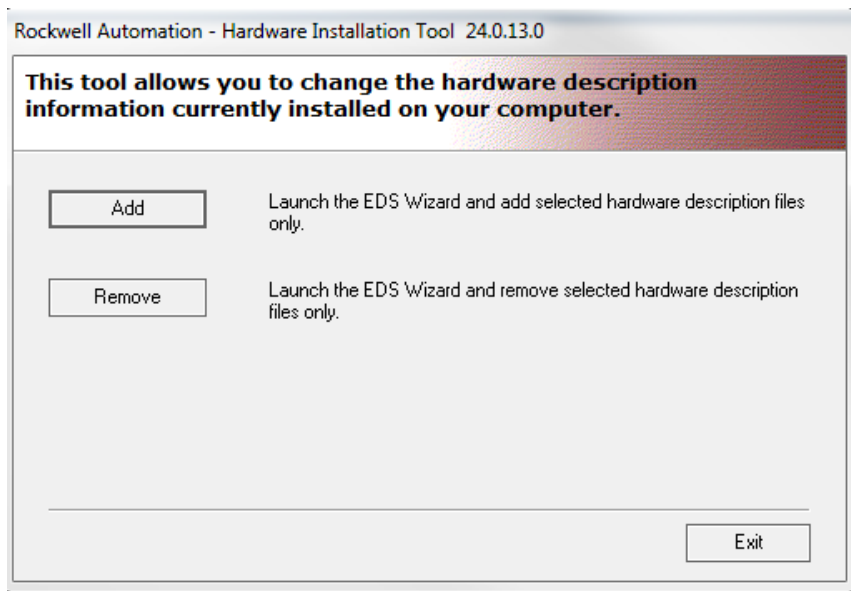 Rockwell Automation - Hardware Installation Tool 24.0.13.0
This tool allows you to change the hardware description
information currently installed on your computer.
Add
Launch the EDS Wizard and add selected hardware description files
only.
Remove
Launch the EDS Wizard and remove selected hardware description
files only.
Exit